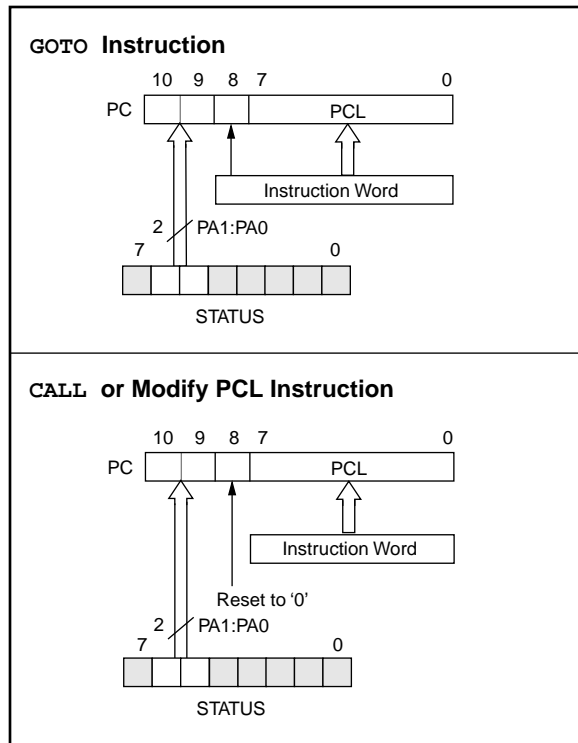 GOTO Instruction
10 9 8 7 0
PC PCL
Instruction Word
2 PA1:PA0
7 0
STATUS
CALL or Modify PCL Instruction
10 9 8 7 0
PC PCL
Instruction Word
Reset to ‘0’
2 PA1:PA0
7 0
STATUS